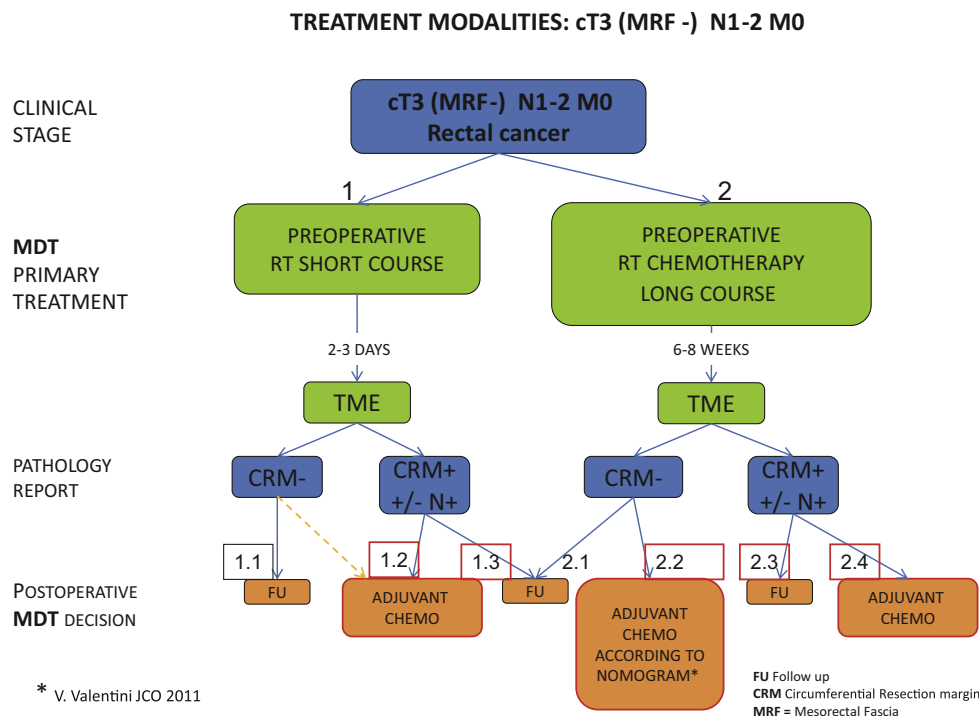 TREATMENT MODALITIES: cT3 (MRF -) N1-2 M0
CLINICAL
STAGE
cT3 (MRF-) N1-2 M0
Rectal cancer
1
2
MDT
PRIMARY
TREATMENT
PREOPERATIVE
RT SHORT COURSE
PREOPERATIVE
RT CHEMOTHERAPY
LONG COURSE
2-3 DAYS
6-8 WEEKS
TME
TME
PATHOLOGY
REPORT
CRM-
CRM+
+/- N+
CRM-
CRM+
+/- N+
1.1
1.2
1.3
2.1
2.2
2.3
2.4
POSTOPERATIVE
MDT DECISION
FU
ADJUVANT
CHEMO
FU
ADJUVANT
CHEMO
ACCORDING TO
NOMOGRAM*
FU
ADJUVANT
CHEMO
* V. Valentini JCO 2011
FU Follow up
CRM Circumferential Resection margin
MRF = Mesorectal Fascia